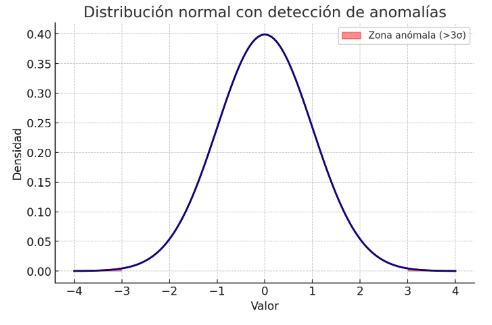 Distribución normal con detección de anomalías
Zona anómala (>3σ)
0.40
0.35
0.30
0.25
0.20
0.15
0.10
0.05
0.00
Densidad
−4 −3 −2 −1 0 1 2 3 4
Valor